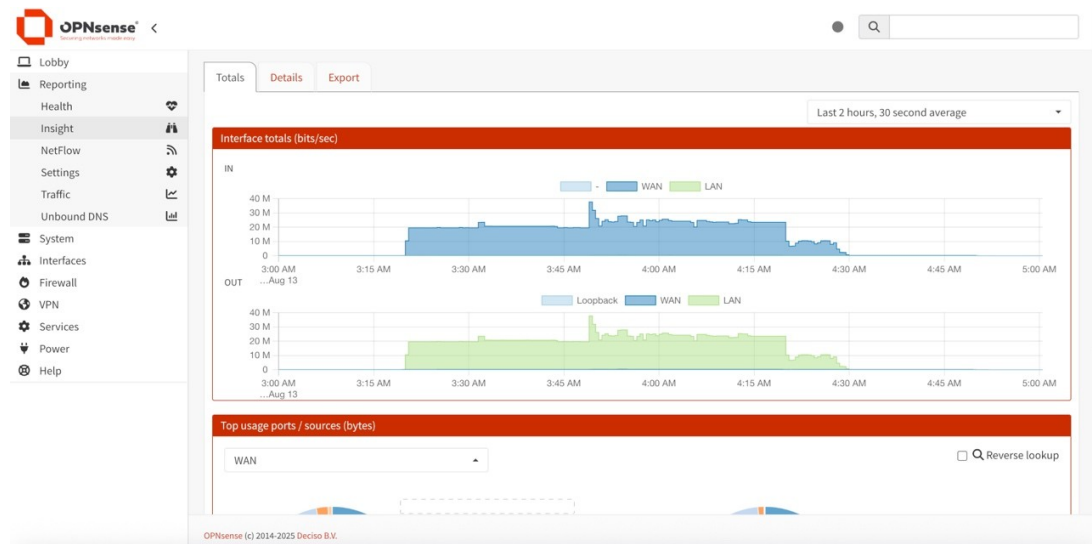 OPNsense®
Securing networks made easy
Lobby
Reporting
Health
Insight
NetFlow
Settings
Traffic
Unbound DNS
System
Interfaces
Firewall
VPN
Services
Power
Help
Totals
Details
Export
Last 2 hours, 30 second average
Interface totals (bits/sec)
IN
- WAN LAN
40 M
30 M
20 M
10 M
0
3:00 AM 3:15 AM 3:30 AM 3:45 AM 4:00 AM 4:15 AM 4:30 AM 4:45 AM 5:00 AM
...Aug 13
OUT
Loopback WAN LAN
40 M
30 M
20 M
10 M
0
3:00 AM 3:15 AM 3:30 AM 3:45 AM 4:00 AM 4:15 AM 4:30 AM 4:45 AM 5:00 AM
...Aug 13
Top usage ports / sources (bytes)
WAN
Reverse lookup
OPNsense (c) 2014-2025 Deciso B.V.